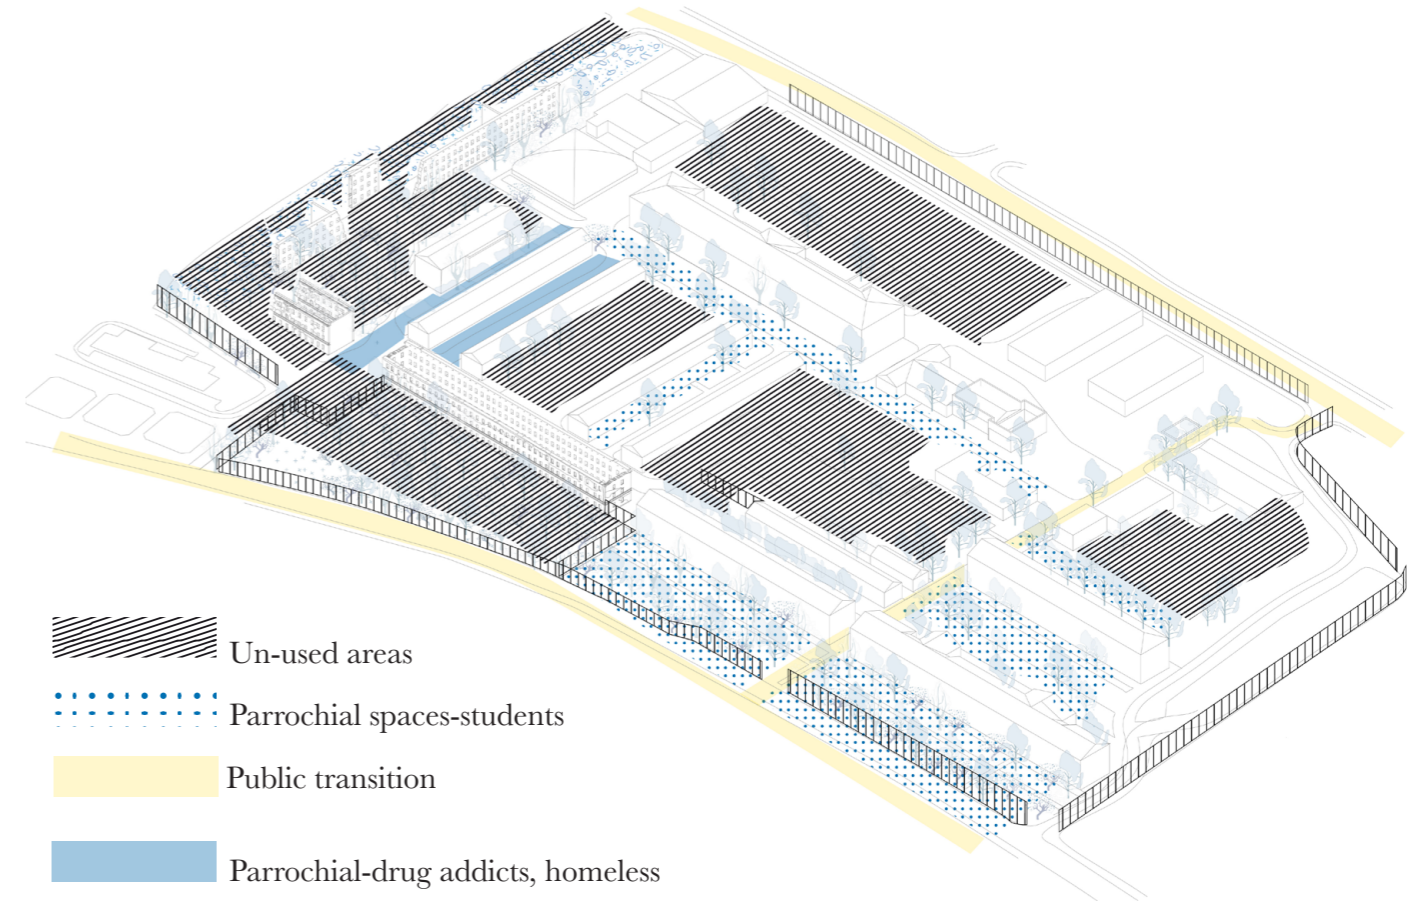 Un-used areas
Parrochial spaces-students
Public transition
Parrochial-drug addicts, homeless